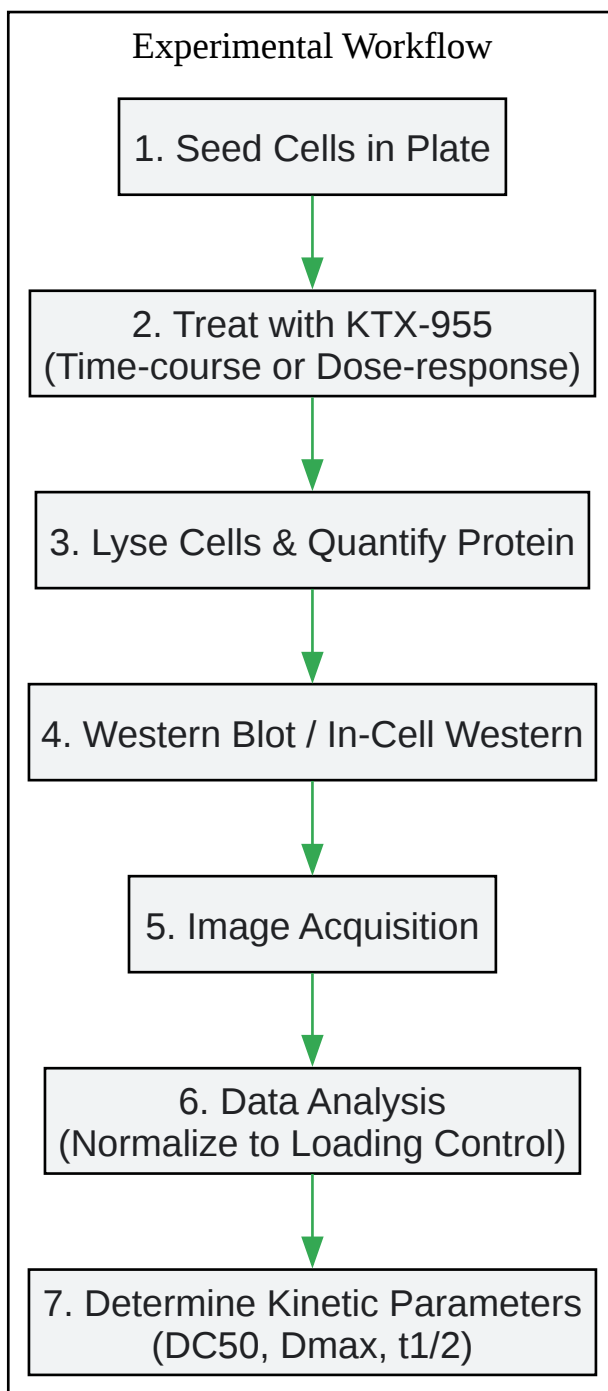 Experimental Workflow
1. Seed Cells in Plate
2. Treat with KTX-955
(Time-course or Dose-response)
3. Lyse Cells & Quantify Protein
4. Western Blot / In-Cell Western
5. Image Acquisition
6. Data Analysis
(Normalize to Loading Control)
7. Determine Kinetic Parameters
(DC50, Dmax, t1/2)